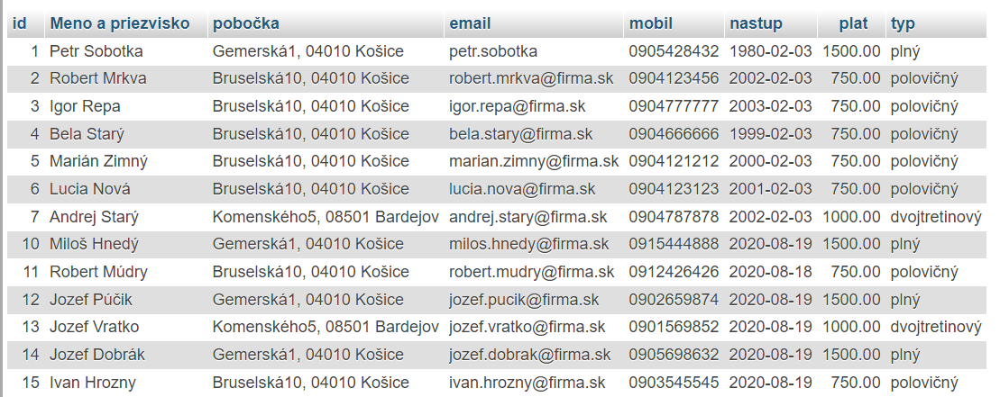 id Meno a priezvisko pobočka email mobil nastup plat typ
1 Petr Sobotka Gemerská1, 04010 Košice petr.sobotka 0905428432 1980-02-03 1500.00 plný
2 Robert Mrkva Bruselská10, 04010 Košice robert.mrkva@firma.sk 0904123456 2002-02-03 750.00 polovičný
3 Igor Repa Bruselská10, 04010 Košice igor.repa@firma.sk 0904777777 2003-02-03 750.00 polovičný
4 Bela Starý Bruselská10, 04010 Košice bela.stary@firma.sk 0904666666 1999-02-03 750.00 polovičný
5 Marián Zimný Bruselská10, 04010 Košice marian.zimny@firma.sk 0904121212 2000-02-03 750.00 polovičný
6 Lucia Nová Bruselská10, 04010 Košice lucia.nova@firma.sk 0904123123 2001-02-03 750.00 polovičný
7 Andrej Starý Komenského5, 08501 Bardejov andrej.stary@firma.sk 0904787878 2002-02-03 1000.00 dvojtretinový
10 Miloš Hnedý Gemerská1, 04010 Košice milos.hnedy@firma.sk 0915444888 2020-08-19 1500.00 plný
11 Robert Múdry Bruselská10, 04010 Košice robert.mudry@firma.sk 0912426426 2020-08-18 750.00 polovičný
12 Jozef Púčik Gemerská1, 04010 Košice jozef.pucik@firma.sk 0902659874 2020-08-19 1500.00 plný
13 Jozef Vratko Komenského5, 08501 Bardejov jozef.vratko@firma.sk 0901569852 2020-08-19 1000.00 dvojtretinový
14 Jozef Dobrák Gemerská1, 04010 Košice jozef.dobrak@firma.sk 0905698632 2020-08-19 1500.00 plný
15 Ivan Hrozny Bruselská10, 04010 Košice ivan.hrozny@firma.sk 0903545545 2020-08-19 750.00 polovičný